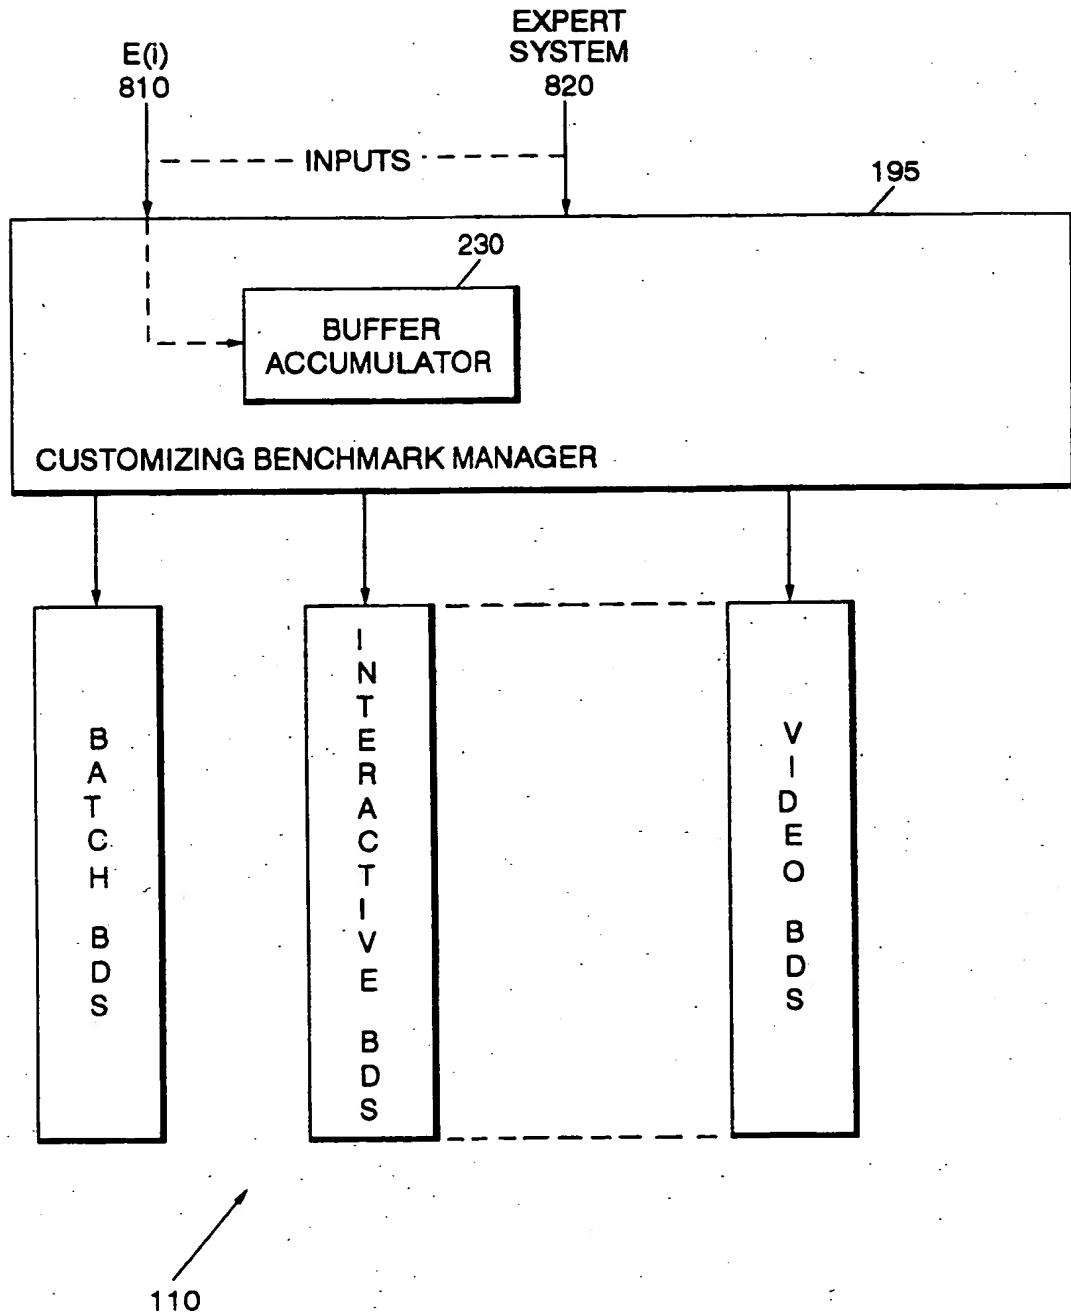 E(i)
810
EXPERT
SYSTEM
820
INPUTS
195
230
BUFFER
ACCUMULATOR
CUSTOMIZING BENCHMARK MANAGER
BATCH BDS
INTERACTIVE BDS
VIDEO BDS
110